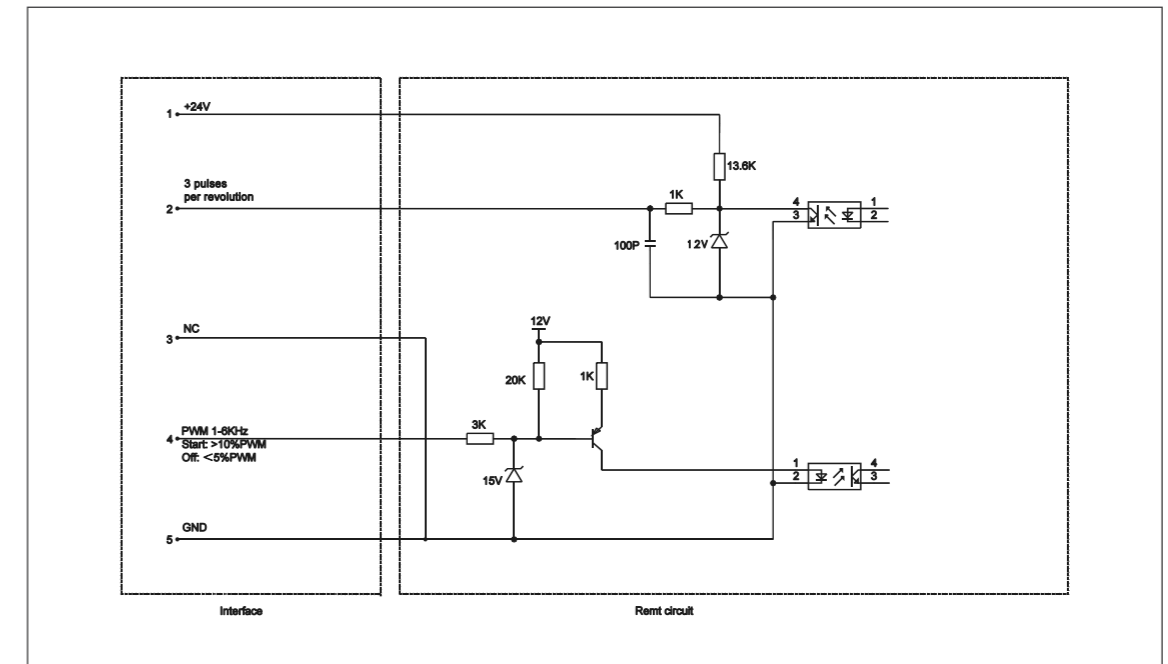 1 +24V
3 pulses
per revolution
2
13.6K
1K
4 1
3 2
100P
12V
NC
3
12V
20K
1K
PWM 1-6KHz
4
3K
Start: >10%PWM
Off: <5%PWM
15V
1 4
2 3
GND
5
Interface
Remt circuit